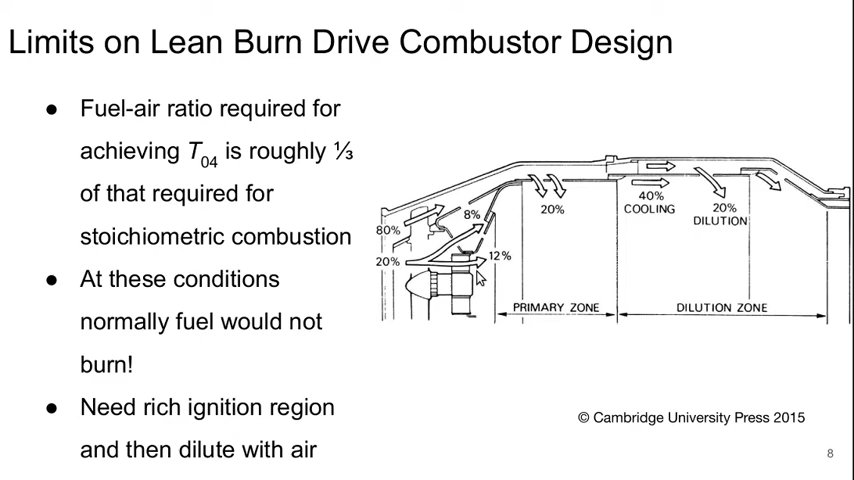 Limits on Lean Burn Drive Combustor Design
● Fuel-air ratio required for
achieving T04 is roughly ⅓
of that required for
stoichiometric combustion
● At these conditions
normally fuel would not
burn!
● Need rich ignition region
and then dilute with air
80%
8%
20%
12%
20%
40%
COOLING
20%
DILUTION
PRIMARY ZONE
DILUTION ZONE
© Cambridge University Press 2015
8